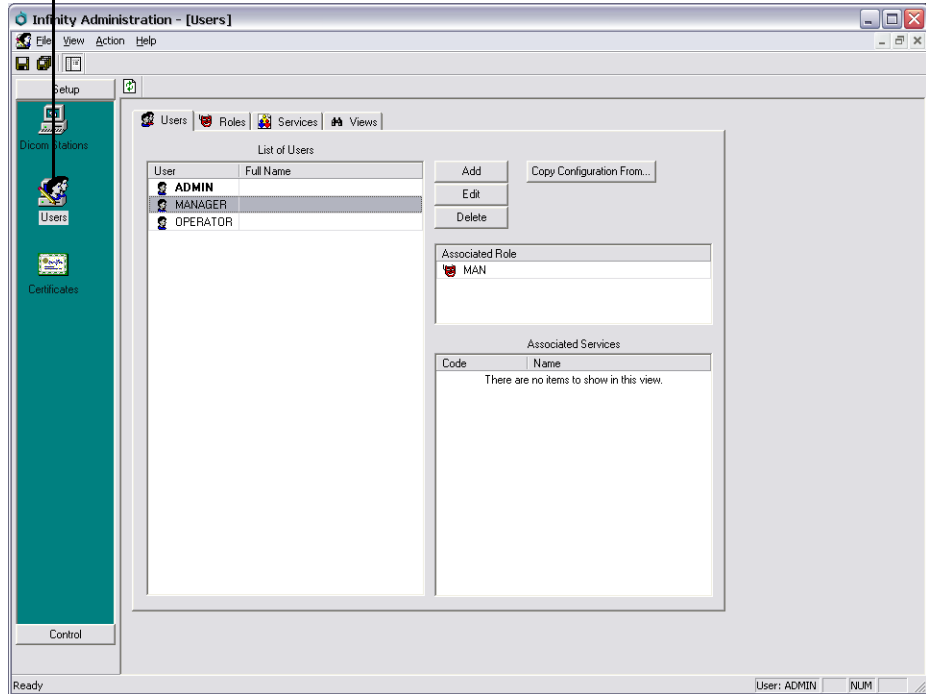 Infinity Administration - [Users]
File View Action Help
Setup
Dicom Stations
Users
Certificates
Control
Users Roles Services Views
List of Users
User Full Name
ADMIN
MANAGER
OPERATOR
Add Copy Configuration From...
Edit
Delete
Associated Role
MAN
Associated Services
Code Name
There are no items to show in this view.
Ready User: ADMIN NUM